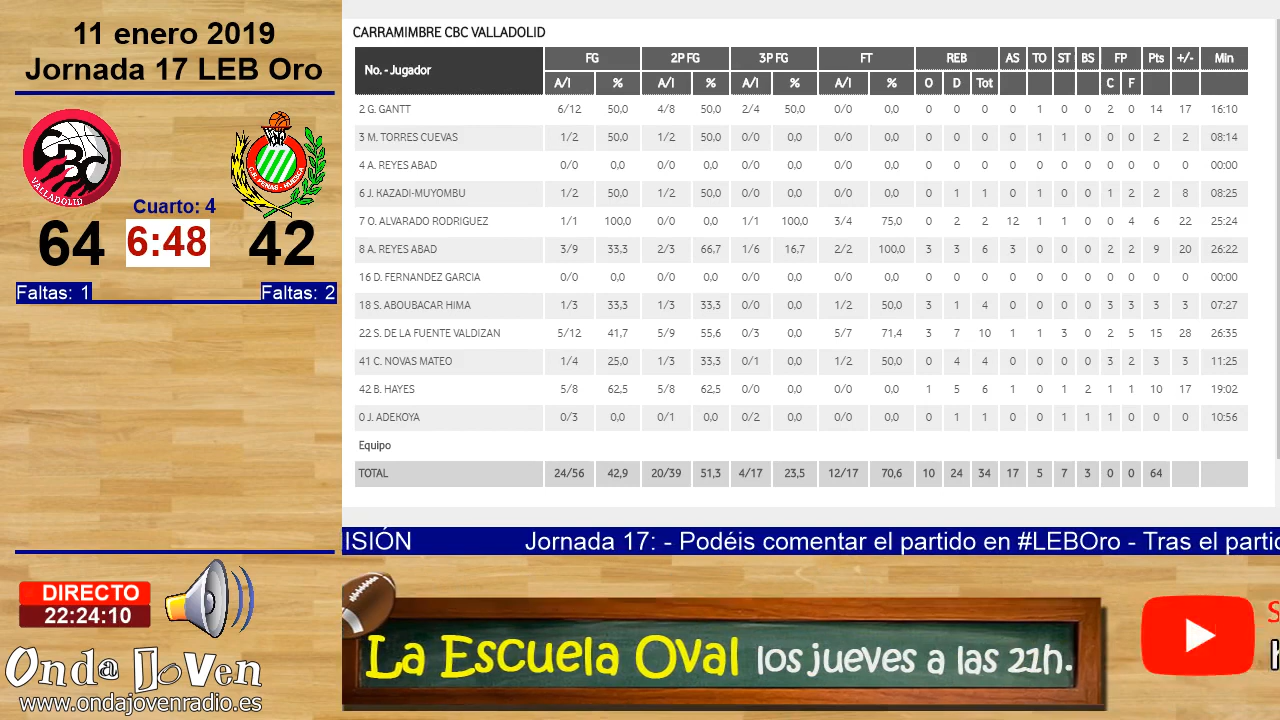 11 enero 2019
Jornada 17 LEB Oro
CBC
VALLADOLID
C.B. PEÑAS - HUESCA
Cuarto: 4
64 6:48 42
Faltas: 1 Faltas: 2
CARRAMIMBRE CBC VALLADOLID
No. - Jugador FG 2P FG 3P FG FT REB AS TO ST BS FP Pts +/- Min
A/I % A/I % A/I % A/I % O D Tot C F
2 G. GANTT 6/12 50,0 4/8 50,0 2/4 50,0 0/0 0,0 0 0 0 0 1 0 0 2 0 14 17 16:10
3 M. TORRES CUEVAS 1/2 50,0 1/2 50,0 0/0 0,0 0/0 0,0 0 0 0 0 1 1 0 0 0 2 2 08:14
4 A. REYES ABAD 0/0 0,0 0/0 0,0 0/0 0,0 0/0 0,0 0 0 0 0 0 0 0 0 0 0 0 00:00
6 J. KAZADI-MUYOMBU 1/2 50,0 1/2 50,0 0/0 0,0 0/0 0,0 0 1 1 0 1 0 0 1 2 2 8 08:25
7 O. ALVARADO RODRIGUEZ 1/1 100,0 0/0 0,0 1/1 100,0 5/4 75,0 0 2 2 12 1 1 0 0 4 6 22 25:24
8 A. REYES ABAD 3/9 33,3 2/3 66,7 1/6 16,7 2/2 100,0 3 3 6 3 0 0 0 2 2 9 20 26:22
16 D. FERNANDEZ GARCIA 0/0 0,0 0/0 0,0 0/0 0,0 0/0 0,0 0 0 0 0 0 0 0 0 0 0 0 00:00
18 S. ABOUBACAR HIMA 1/3 33,3 1/3 33,3 0/0 0,0 1/2 50,0 3 1 4 0 0 0 0 3 3 3 3 07:27
22 S. DE LA FUENTE VALDIZAN 5/12 41,7 5/9 55,6 0/3 0,0 5/7 71,4 3 7 10 1 1 3 0 2 5 15 28 26:35
41 C. NOVAS MATEO 1/4 25,0 1/3 33,3 0/1 0,0 1/2 50,0 0 4 4 0 0 0 0 3 2 3 3 11:25
42 B. HAYES 5/8 62,5 5/8 62,5 0/0 0,0 0/0 0,0 1 5 6 1 0 1 2 1 1 10 17 19:02
0 J. ADEKOYA 0/3 0,0 0/1 0,0 0/2 0,0 0/0 0,0 0 1 1 0 0 1 1 1 0 0 0 10:56
Equipo
TOTAL 24/56 42,9 20/39 51,3 4/17 23,5 12/17 70,6 10 24 34 17 5 7 3 0 0 64
ISIÓN Jornada 17: - Podéis comentar el partido en #LEBOro - Tras el partid
DIRECTO
22:24:10
Onda JoVen
www.ondajovenradio.es
La Escuela Oval los jueves a las 21h.
S
h